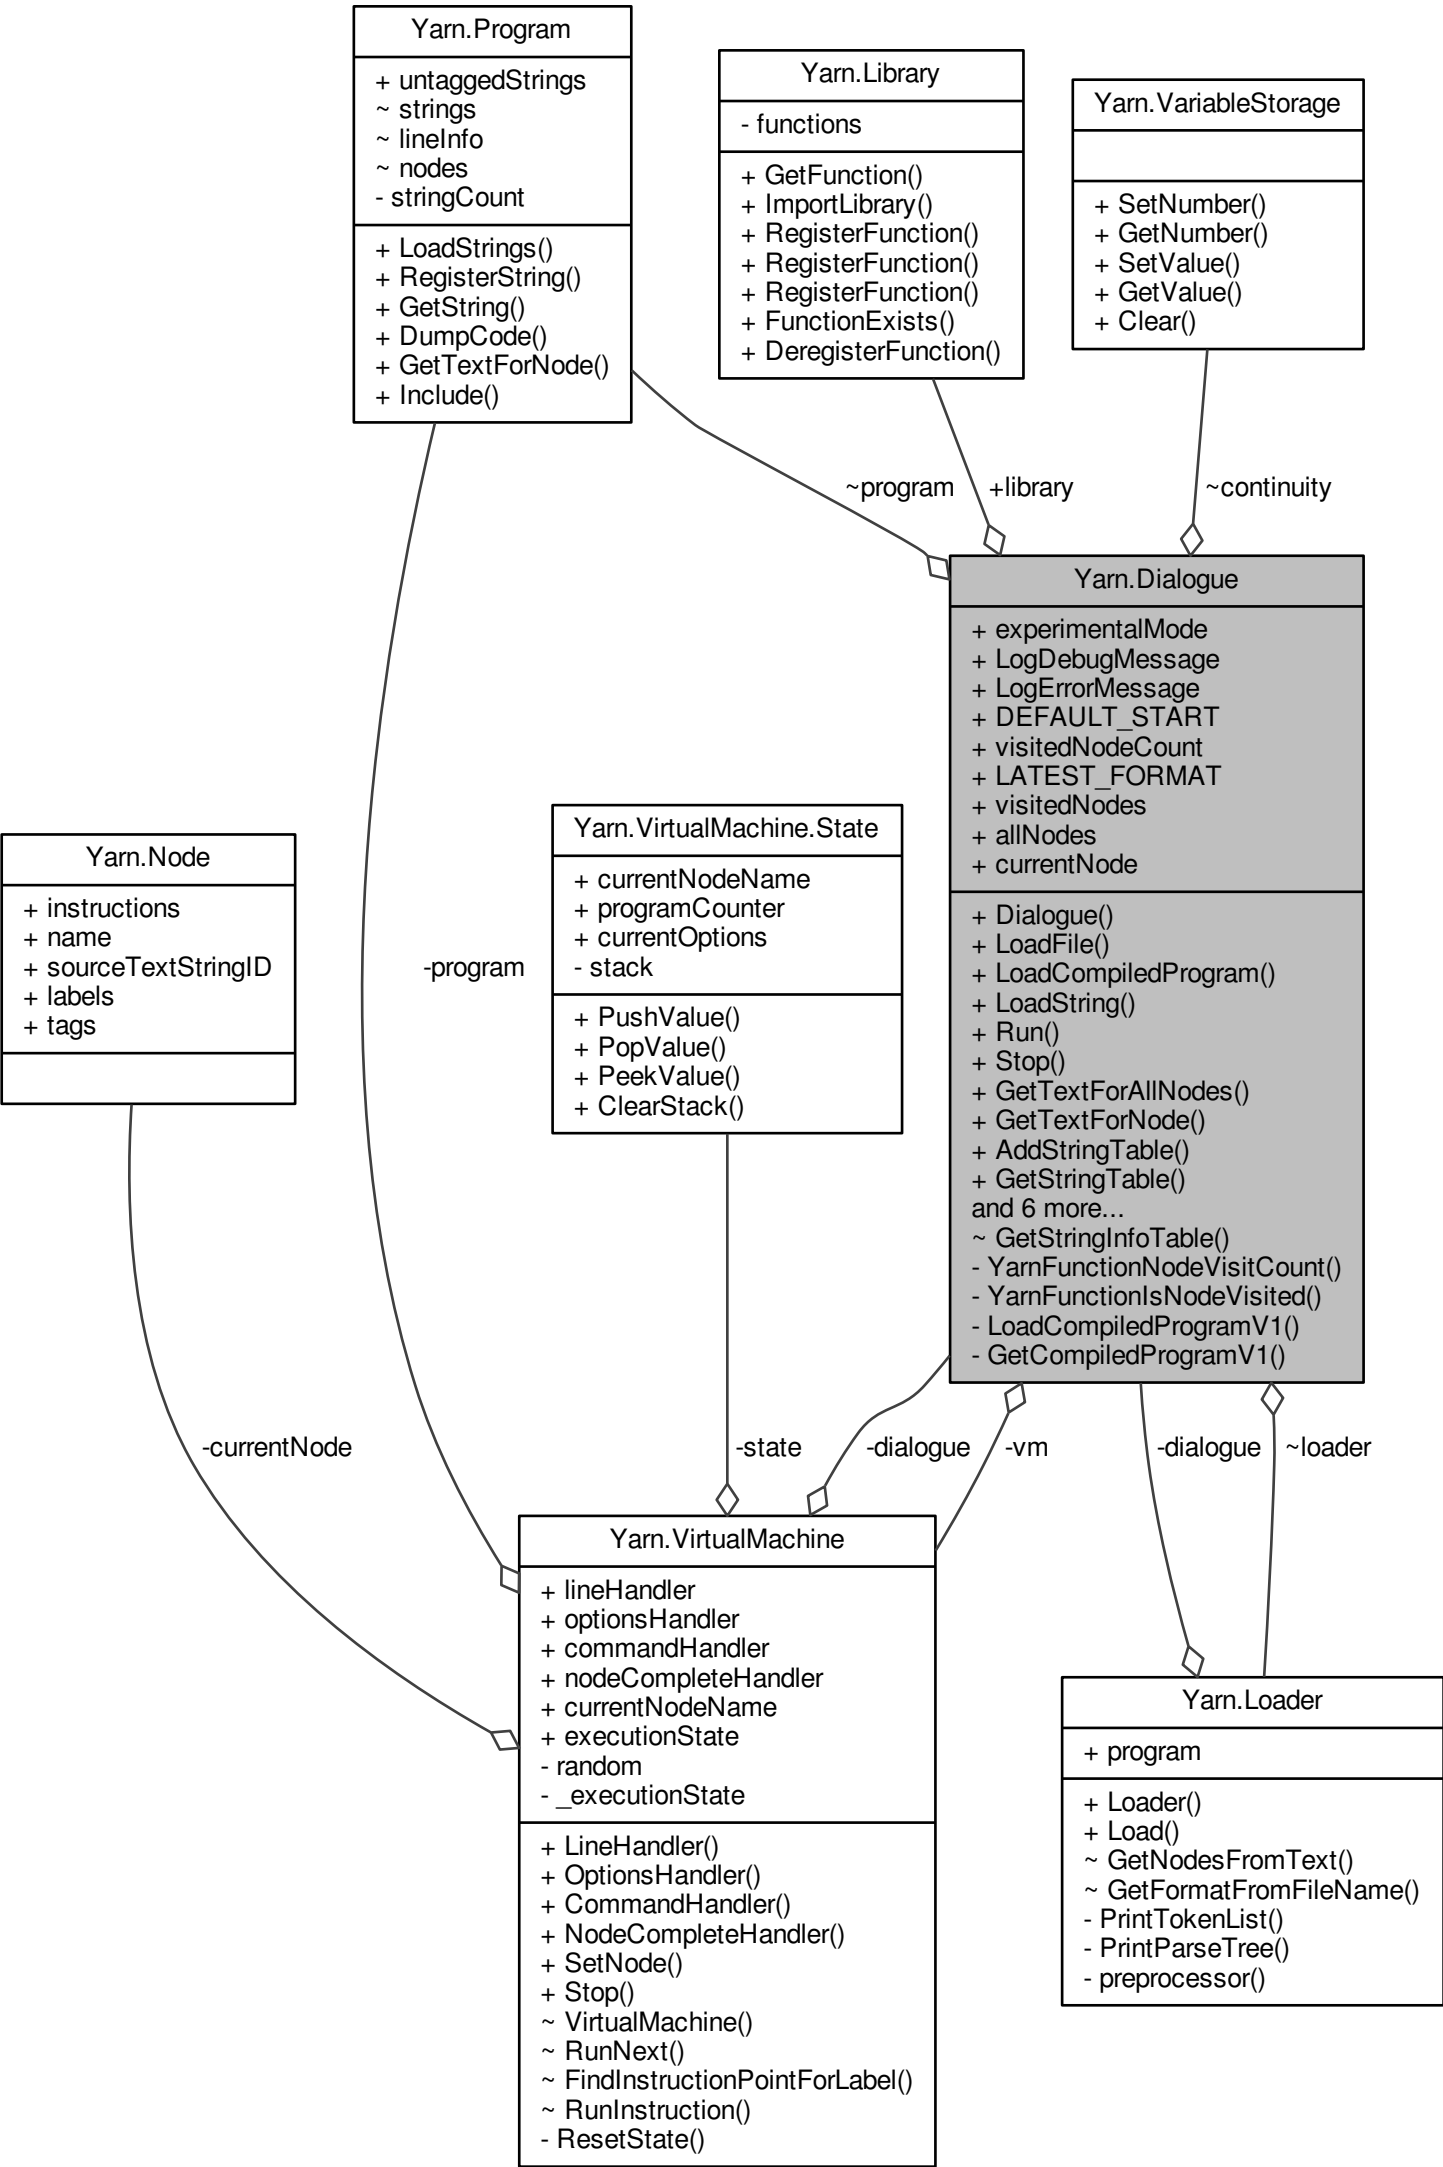 Yarn.Program
+ untaggedStrings
~ strings
~ lineInfo
~ nodes
- stringCount
+ LoadStrings()
+ RegisterString()
+ GetString()
+ DumpCode()
+ GetTextForNode()
+ Include()
Yarn.Library
- functions
+ GetFunction()
+ ImportLibrary()
+ RegisterFunction()
+ RegisterFunction()
+ RegisterFunction()
+ FunctionExists()
+ DeregisterFunction()
Yarn.VariableStorage
+ SetNumber()
+ GetNumber()
+ SetValue()
+ GetValue()
+ Clear()
~program
+library
~continuity
Yarn.Dialogue
+ experimentalMode
+ LogDebugMessage
+ LogErrorMessage
+ DEFAULT_START
+ visitedNodeCount
+ LATEST_FORMAT
+ visitedNodes
+ allNodes
+ currentNode
+ Dialogue()
+ LoadFile()
+ LoadCompiledProgram()
+ LoadString()
+ Run()
+ Stop()
+ GetTextForAllNodes()
+ GetTextForNode()
+ AddStringTable()
+ GetStringTable()
and 6 more...
~ GetStringInfoTable()
- YarnFunctionNodeVisitCount()
- YarnFunctionIsNodeVisited()
- LoadCompiledProgramV1()
- GetCompiledProgramV1()
Yarn.Node
+ instructions
+ name
+ sourceTextStringID
+ labels
+ tags
-program
Yarn.VirtualMachine.State
+ currentNodeName
+ programCounter
+ currentOptions
- stack
+ PushValue()
+ PopValue()
+ PeekValue()
+ ClearStack()
-currentNode
-state
-dialogue
-vm
-dialogue
~loader
Yarn.VirtualMachine
+ lineHandler
+ optionsHandler
+ commandHandler
+ nodeCompleteHandler
+ currentNodeName
+ executionState
- random
- _executionState
+ LineHandler()
+ OptionsHandler()
+ CommandHandler()
+ NodeCompleteHandler()
+ SetNode()
+ Stop()
~ VirtualMachine()
~ RunNext()
~ FindInstructionPointForLabel()
~ RunInstruction()
- ResetState()
Yarn.Loader
+ program
+ Loader()
+ Load()
~ GetNodesFromText()
~ GetFormatFromFileName()
- PrintTokenList()
- PrintParseTree()
- preprocessor()